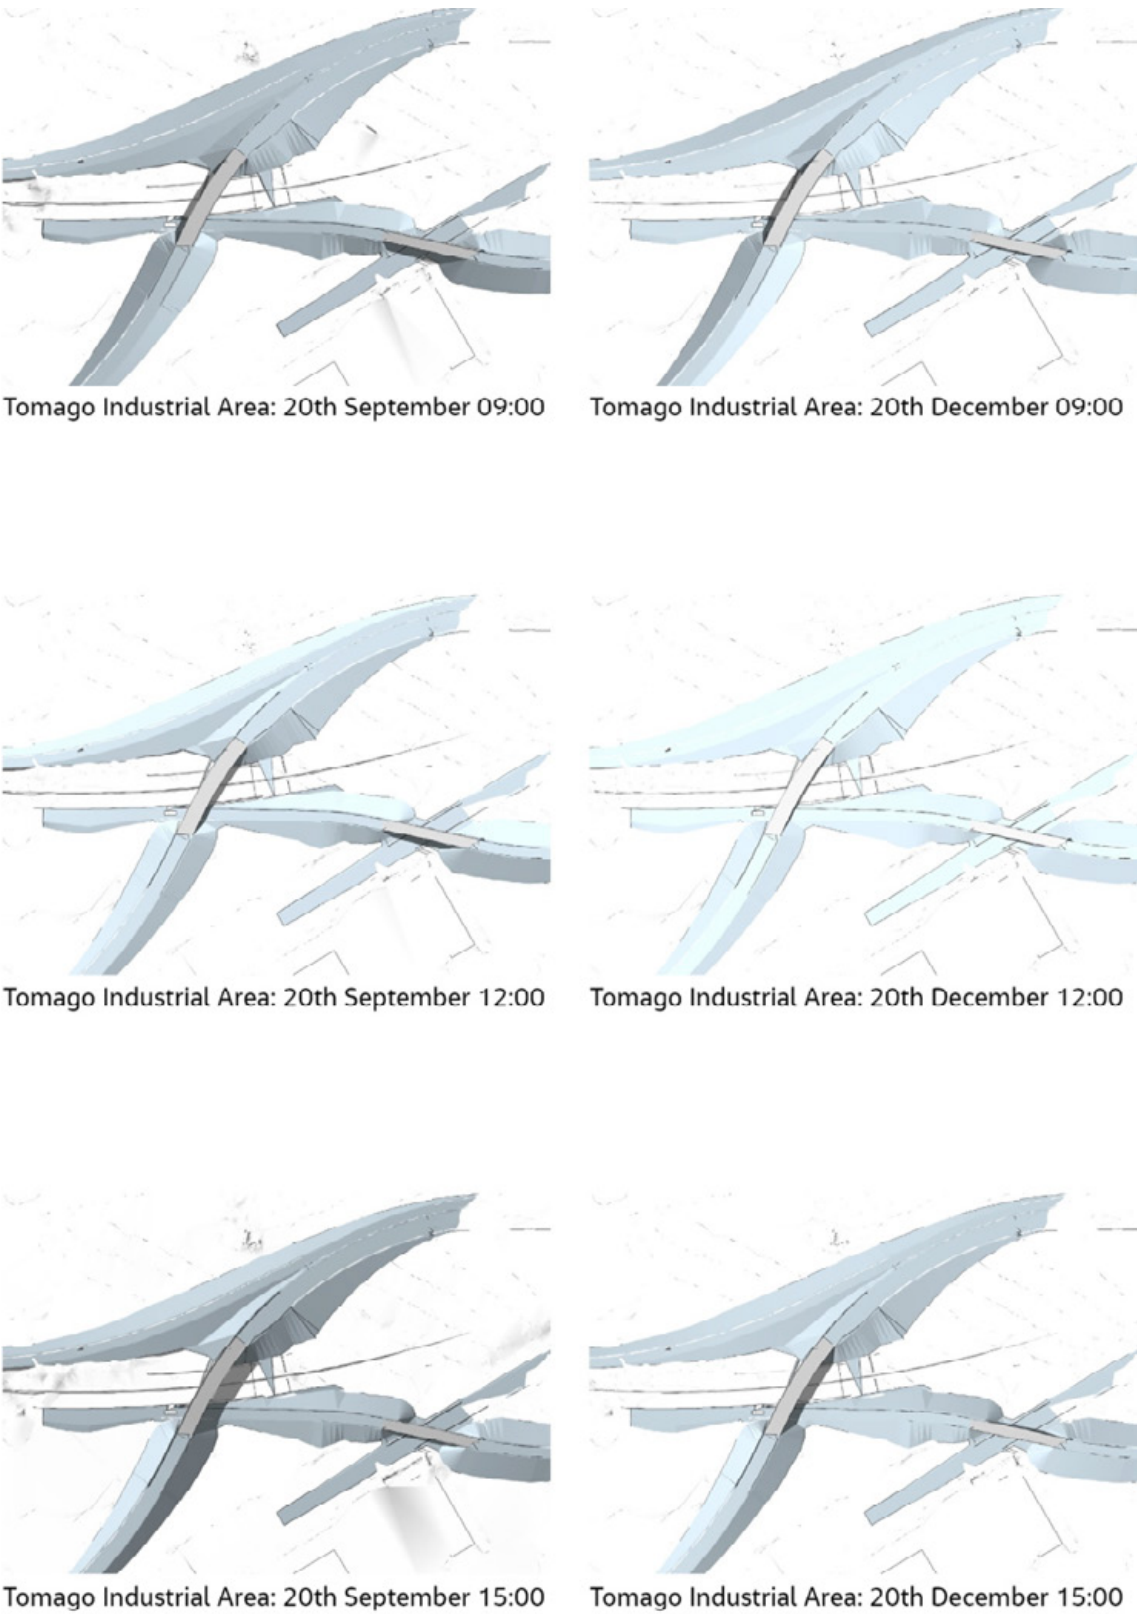 Tomago Industrial Area: 20th September 09:00
Tomago Industrial Area: 20th December 09:00
Tomago Industrial Area: 20th September 12:00
Tomago Industrial Area: 20th December 12:00
Tomago Industrial Area: 20th September 15:00
Tomago Industrial Area: 20th December 15:00